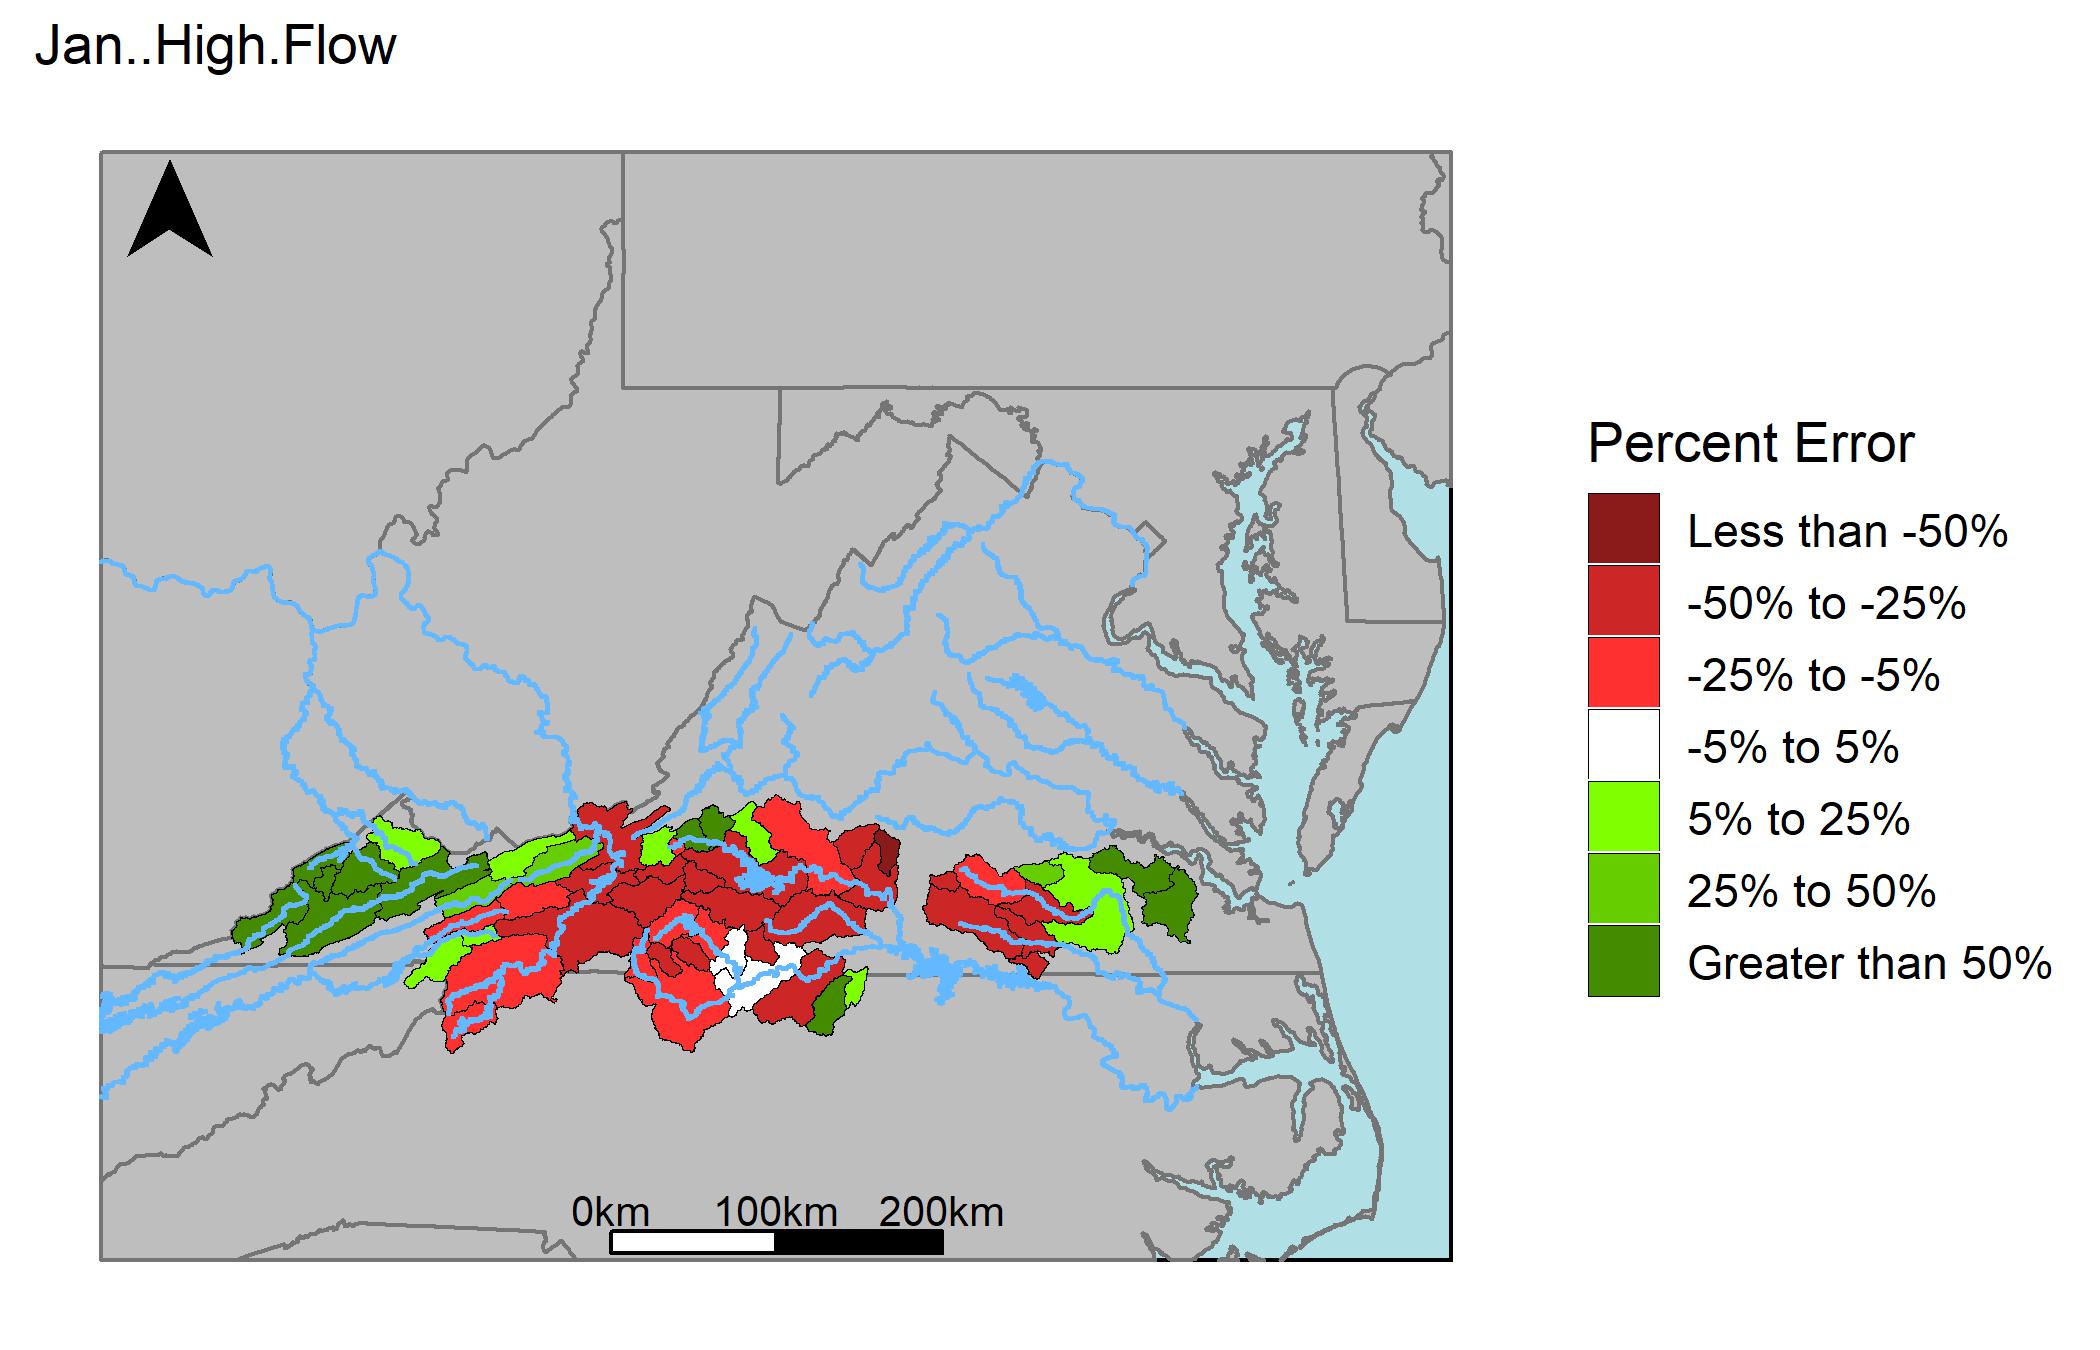 Jan..High.Flow
Percent Error
Less than -50%
-50% to -25%
-25% to -5%
-5% to 5%
5% to 25%
25% to 50%
Greater than 50%
0km 100km 200km